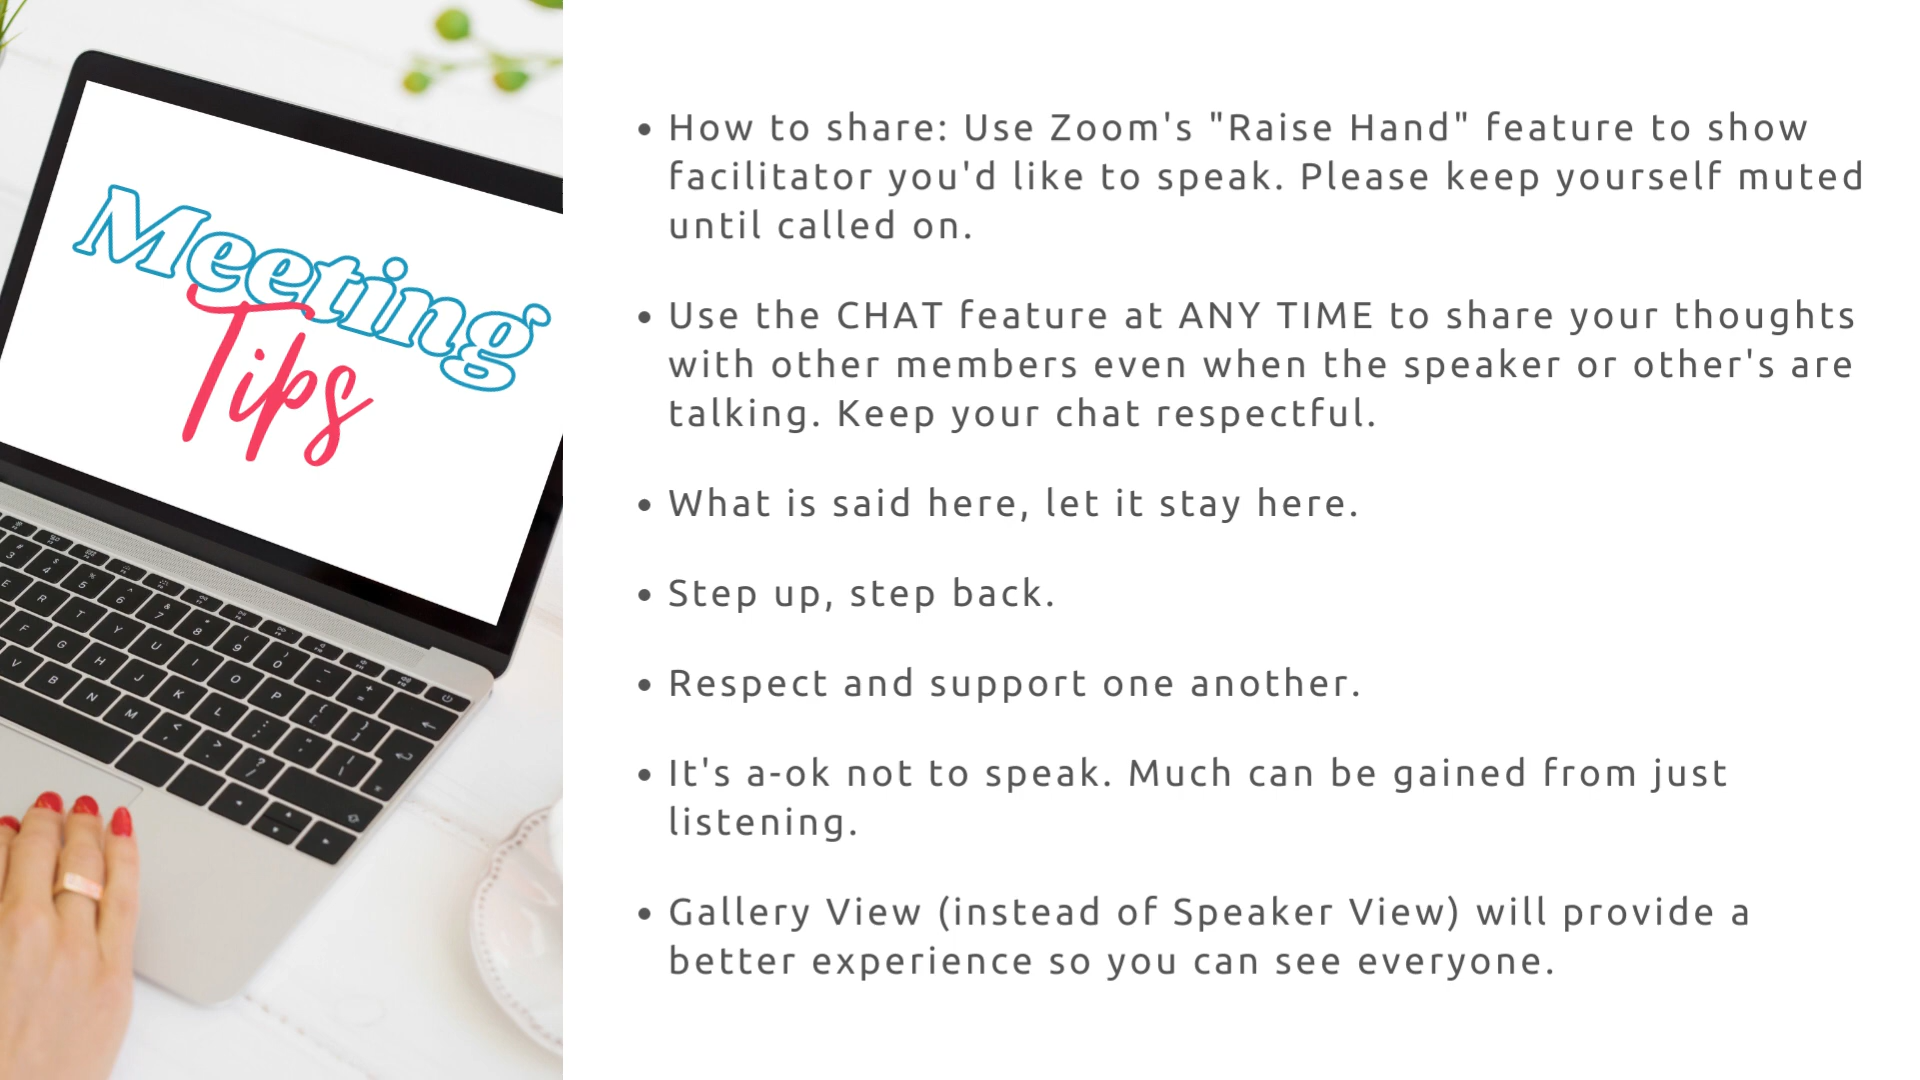 Meeting
Tips
• How to share: Use Zoom's "Raise Hand" feature to show
facilitator you'd like to speak. Please keep yourself muted
until called on.
• Use the CHAT feature at ANY TIME to share your thoughts
with other members even when the speaker or other's are
talking. Keep your chat respectful.
• What is said here, let it stay here.
• Step up, step back.
• Respect and support one another.
• It's a-ok not to speak. Much can be gained from just
listening.
• Gallery View (instead of Speaker View) will provide a
better experience so you can see everyone.